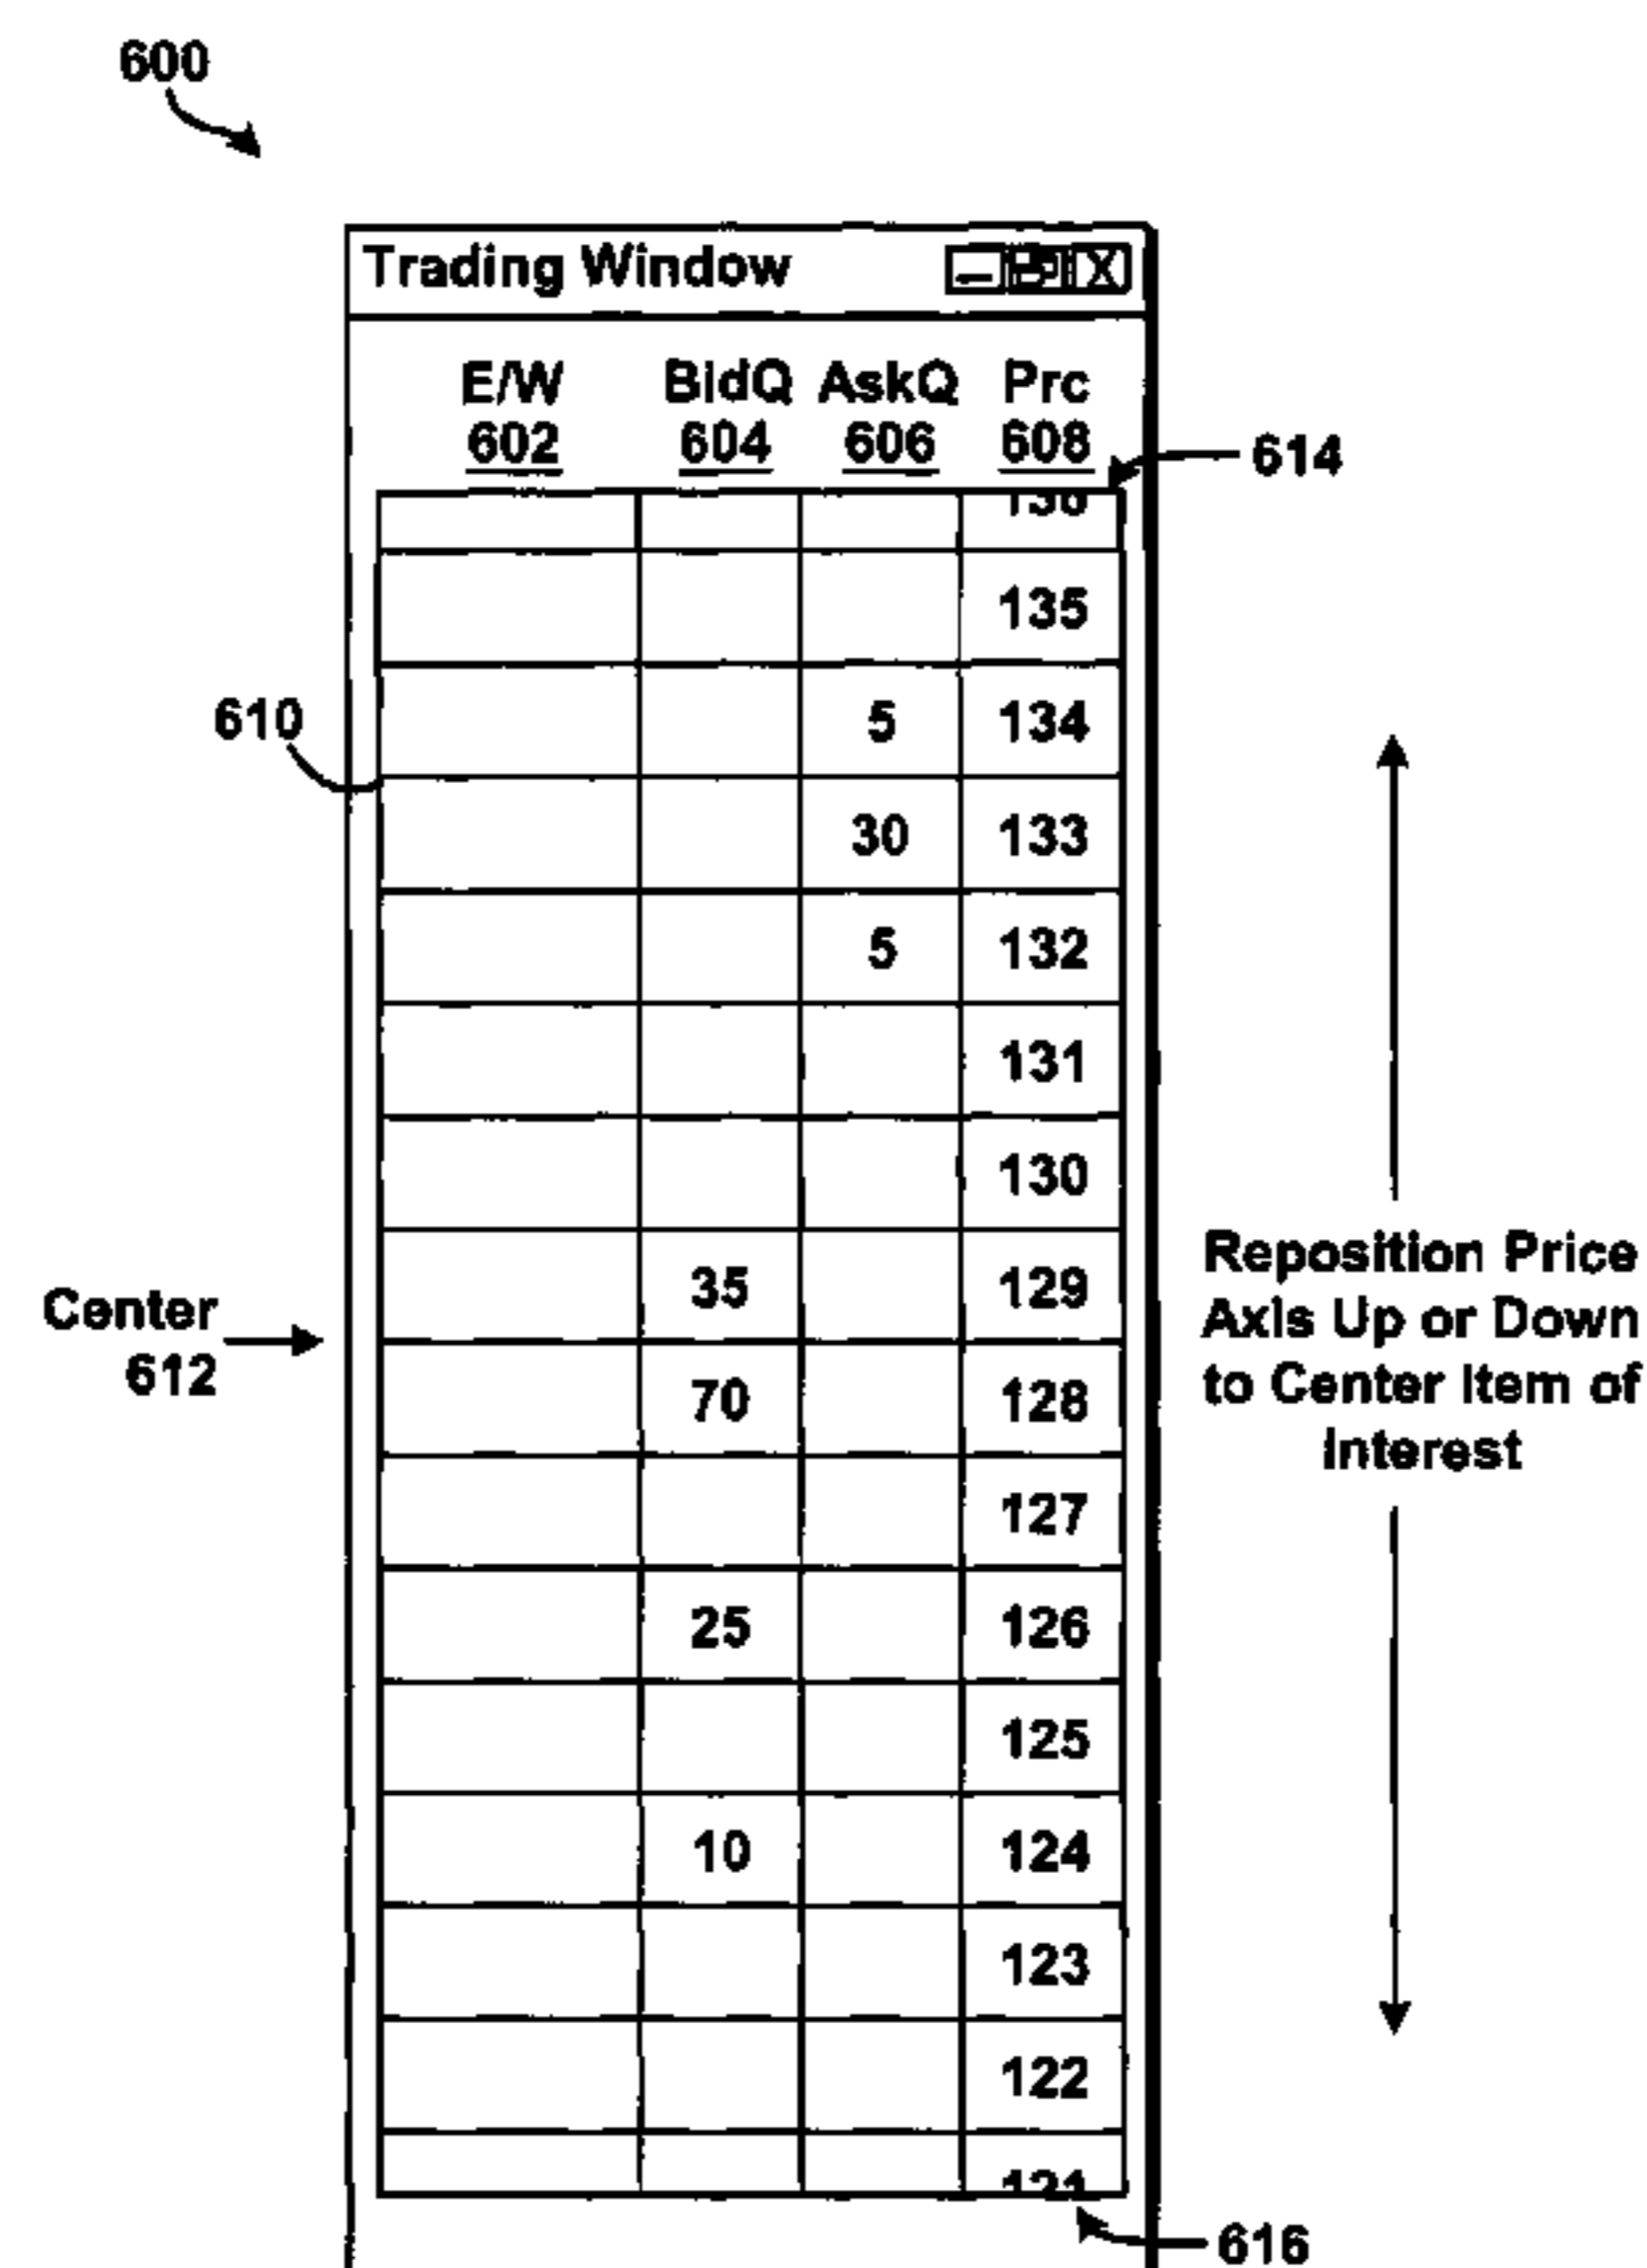 600
Trading Window
E/W BidQ AskQ Prc
602 604 606 608
614
136
135
610
5 134
30 133
5 132
131
130
35 129
Center
612
70 128
Reposition Price
Axis Up or Down
to Center Item of
Interest
127
25 126
125
10 124
123
122
121
616